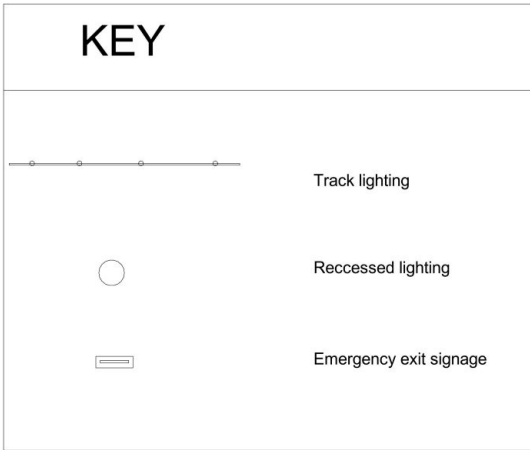 KEY
Track lighting
Reccessed lighting
Emergency exit signage